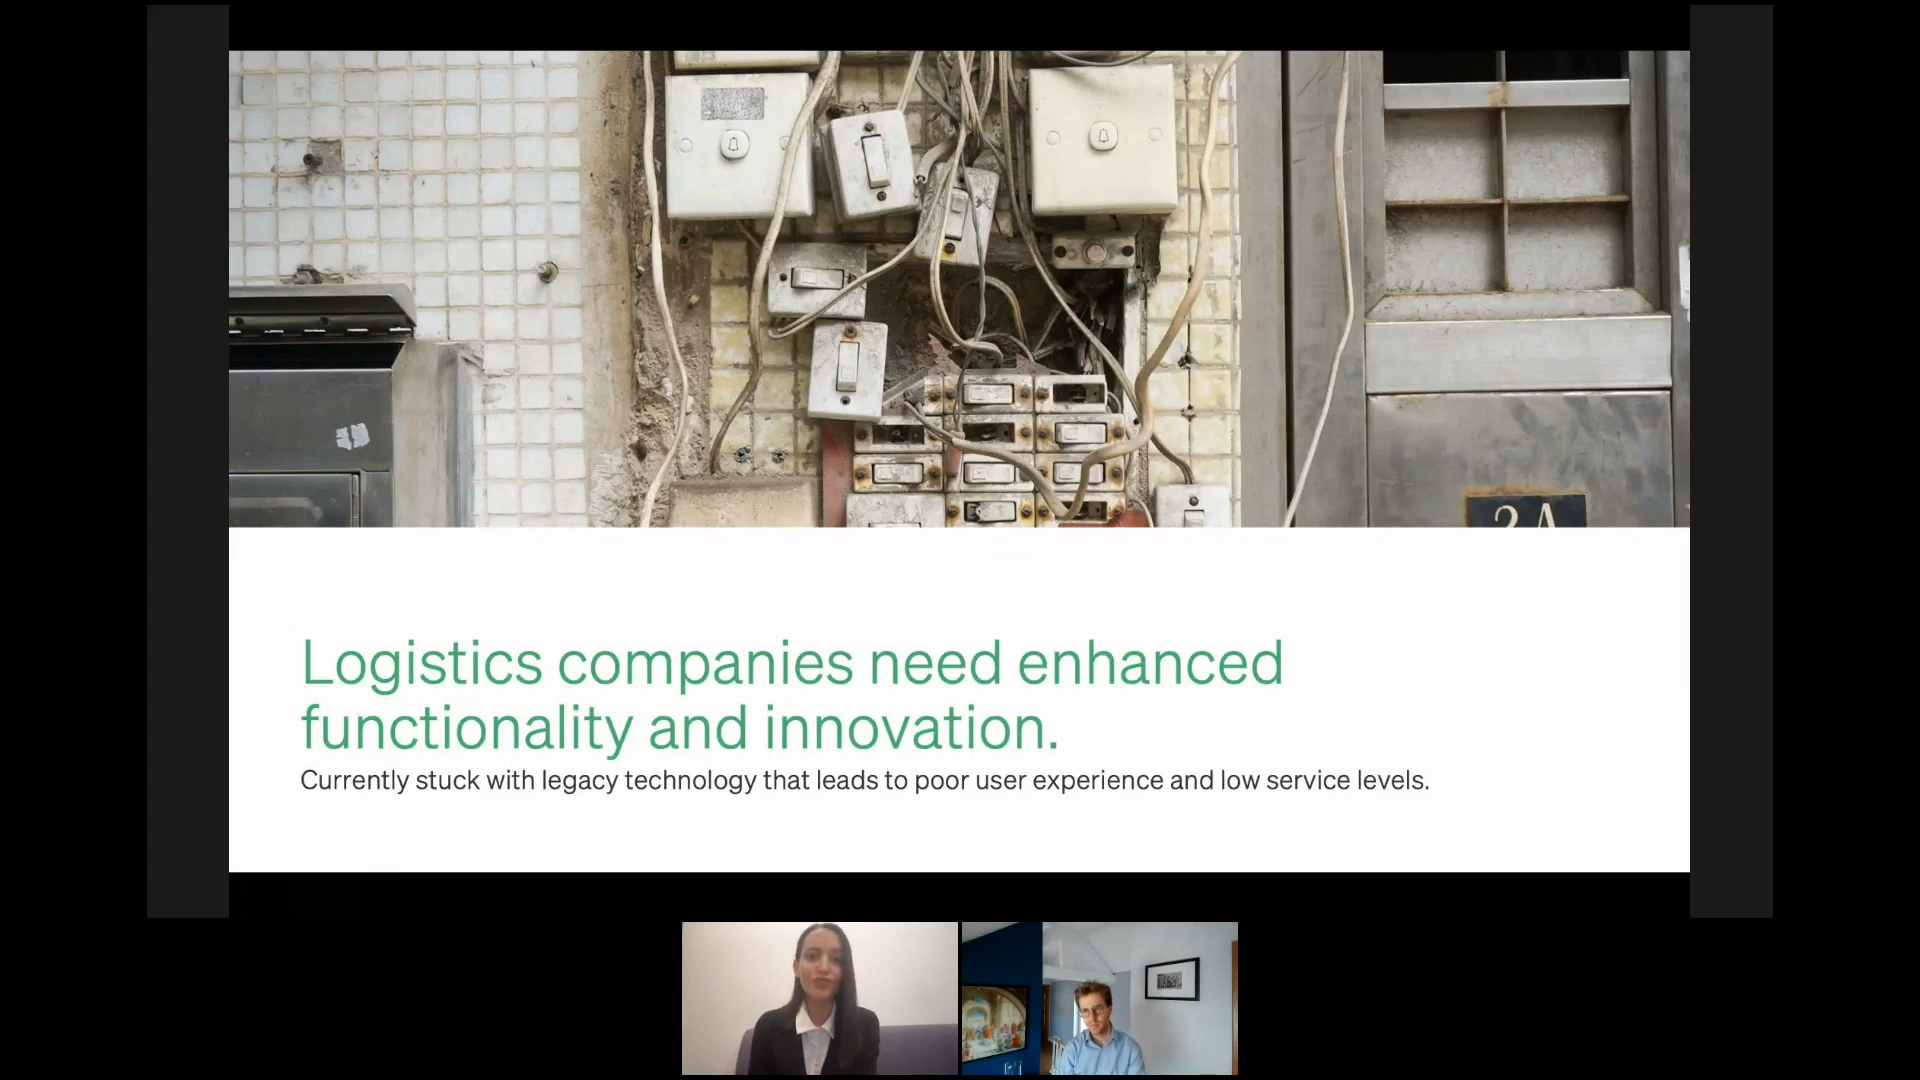 2A
Logistics companies need enhanced
functionality and innovation.
Currently stuck with legacy technology that leads to poor user experience and low service levels.